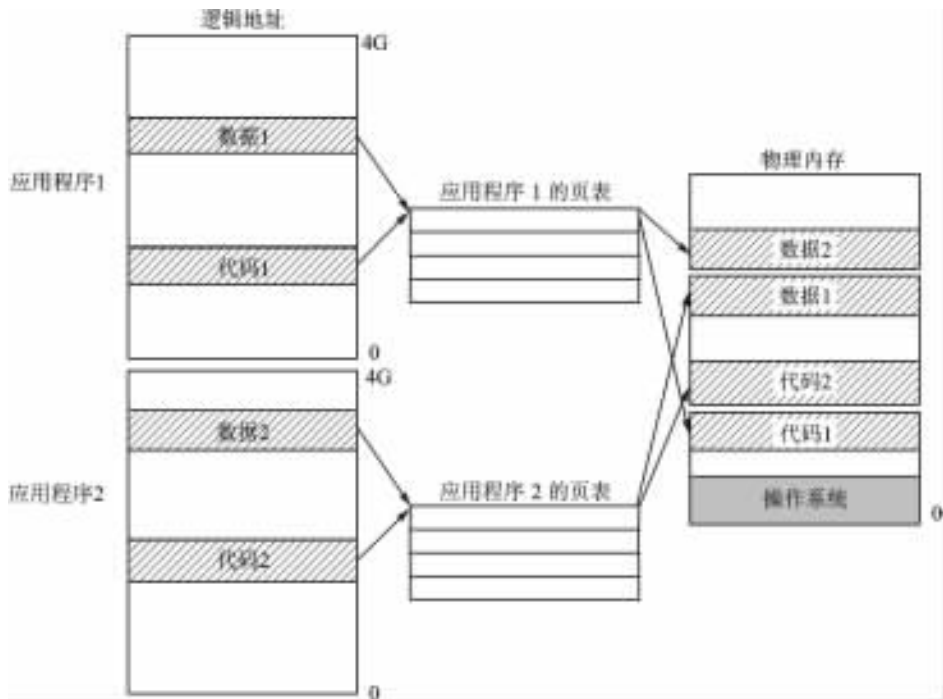 逻辑地址
4G
数据1
应用程序1
代码1
0
4G
数据2
应用程序2
代码2
0
应用程序 1 的页表
应用程序 2 的页表
物理内存
数据2
数据1
代码2
代码1
操作系统
0